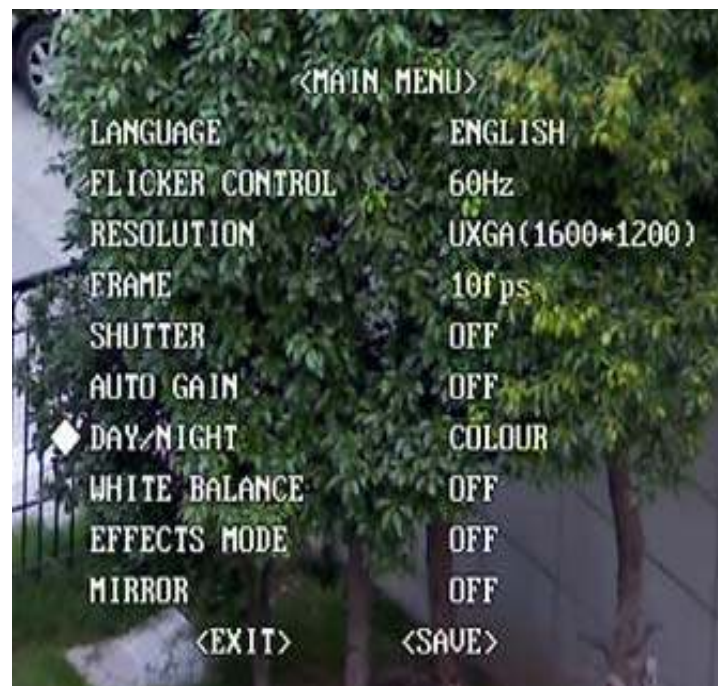 <MAIN MENU>
LANGUAGE ENGLISH
FLICKER CONTROL 60Hz
RESOLUTION UXGA(1600*1200)
FRAME 10fps
SHUTTER OFF
AUTO GAIN OFF
DAY/NIGHT COLOUR
WHITE BALANCE OFF
EFFECTS MODE OFF
MIRROR OFF
<EXIT> <SAVE>